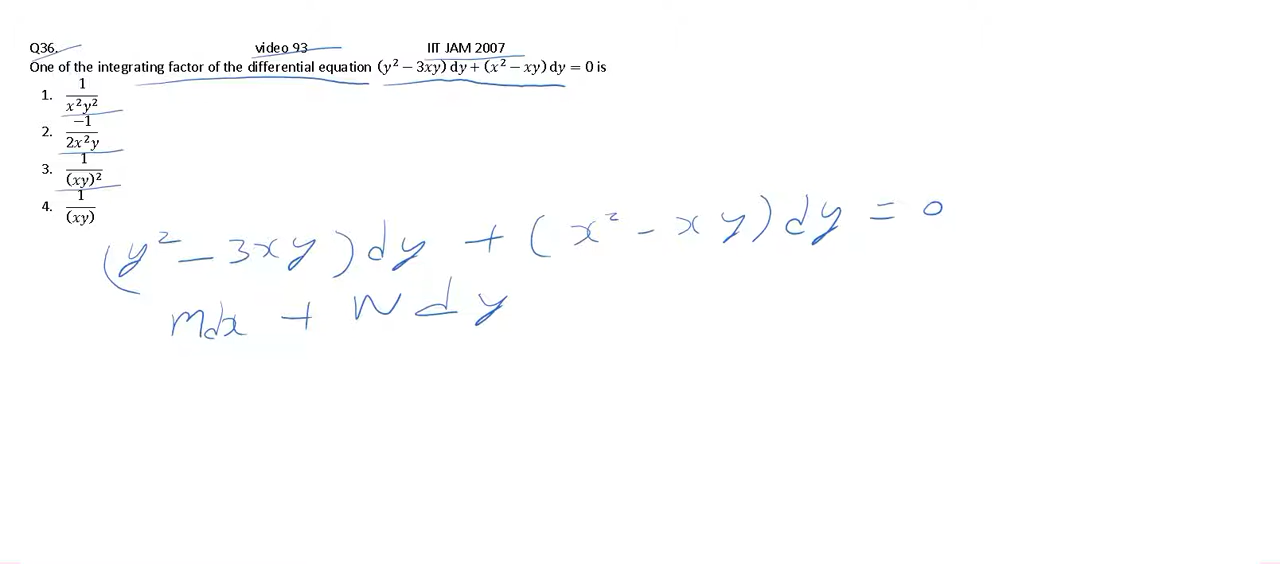 Q36. video 93 IIT JAM 2007
One of the integrating factor of the differential equation (y² − 3xy) dy + (x² − xy) dy = 0 is
1. 1/(x²y²)
2. −1/(2x²y)
3. 1/(xy)²
4. 1/(xy)
(y² − 3xy) dy + (x² − xy) dy = 0
Mdx + N dy